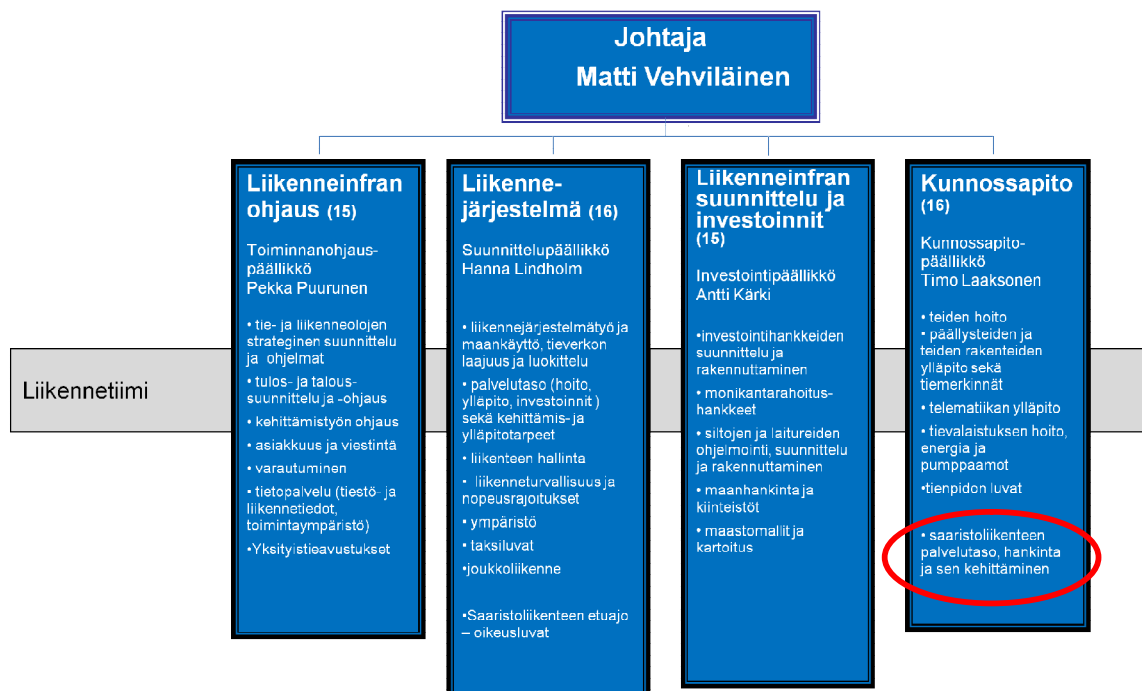 Johtaja
Matti Vehviläinen
Liikenneinfran
ohjaus (15)
Toiminnanohjaus-
päällikkö
Pekka Puurunen
• tie- ja liikenneolojen
strateginen suunnittelu
ja ohjelmat
• tulos- ja talous-
suunnittelu ja -ohjaus
• kehittämistyön ohjaus
• asiakkuus ja viestintä
• varautuminen
• tietopalvelu (tiestö- ja
liikennetiedot,
toimintaympäristö)
•Yksityistieavustukset
Liikenne-
järjestelmä (16)
Suunnittelupäällikkö
Hanna Lindholm
• liikennejärjestelmätyö ja
maankäyttö, tieverkon
laajuus ja luokittelu
• palvelutaso (hoito,
ylläpito, investoinnit )
sekä kehittämis- ja
ylläpitotarpeet
• liikenteen hallinta
• liikenneturvallisuus ja
nopeusrajoitukset
• ympäristö
• taksiluvat
•joukkoliikenne
•Saaristoliikenteen etuajo
– oikeusluvat
Liikenneinfran
suunnittelu ja
investoinnit
(15)
Investointipäällikkö
Antti Kärki
•investointihankkeiden
suunnittelu ja
rakennuttaminen
• monikantarahoitus-
hankkeet
• siltojen ja laitureiden
ohjelmointi, suunnittelu
ja rakennuttaminen
• maanhankinta ja
kiinteistöt
• maastomallit ja
kartoitus
Kunnossapito
(16)
Kunnossapito-
päällikkö
Timo Laaksonen
• teiden hoito
• päällysteiden ja
teiden rakenteiden
ylläpito sekä
tiemerkinnät
• telematiikan ylläpito
• tievalaistuksen hoito,
energia ja
pumppaamot
•tienpidon luvat
• saaristoliikenteen
palvelutaso, hankinta
ja sen kehittäminen
Liikennetiimi